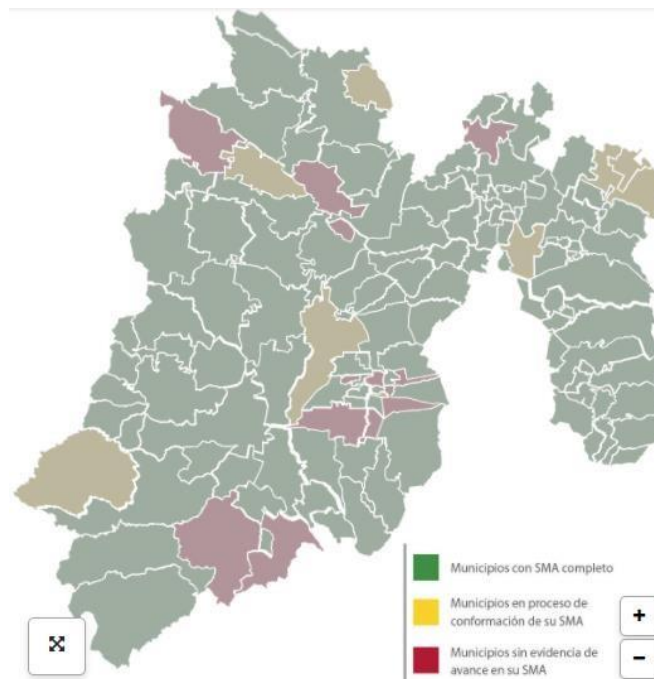 Municipios con SMA completo
Municipios en proceso de
conformación de su SMA
Municipios sin evidencia de
avance en su SMA
+
−